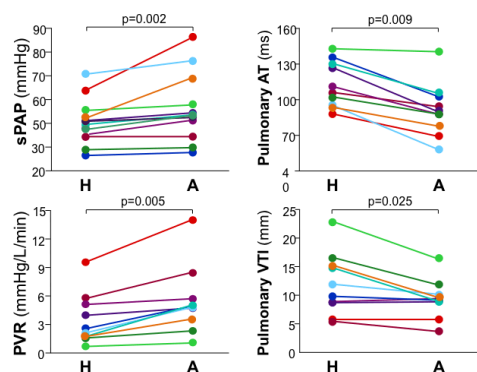 p=0.002
sPAP (mmHg)
90
80
70
60
50
40
30
20
H
A
p=0.009
Pulmonary AT (ms)
160
130
100
70
4
0
H
A
p=0.005
PVR (mmHg/L/min)
15
12
9
6
3
0
H
A
p=0.025
Pulmonary VTI (mm)
25
20
15
10
5
0
H
A